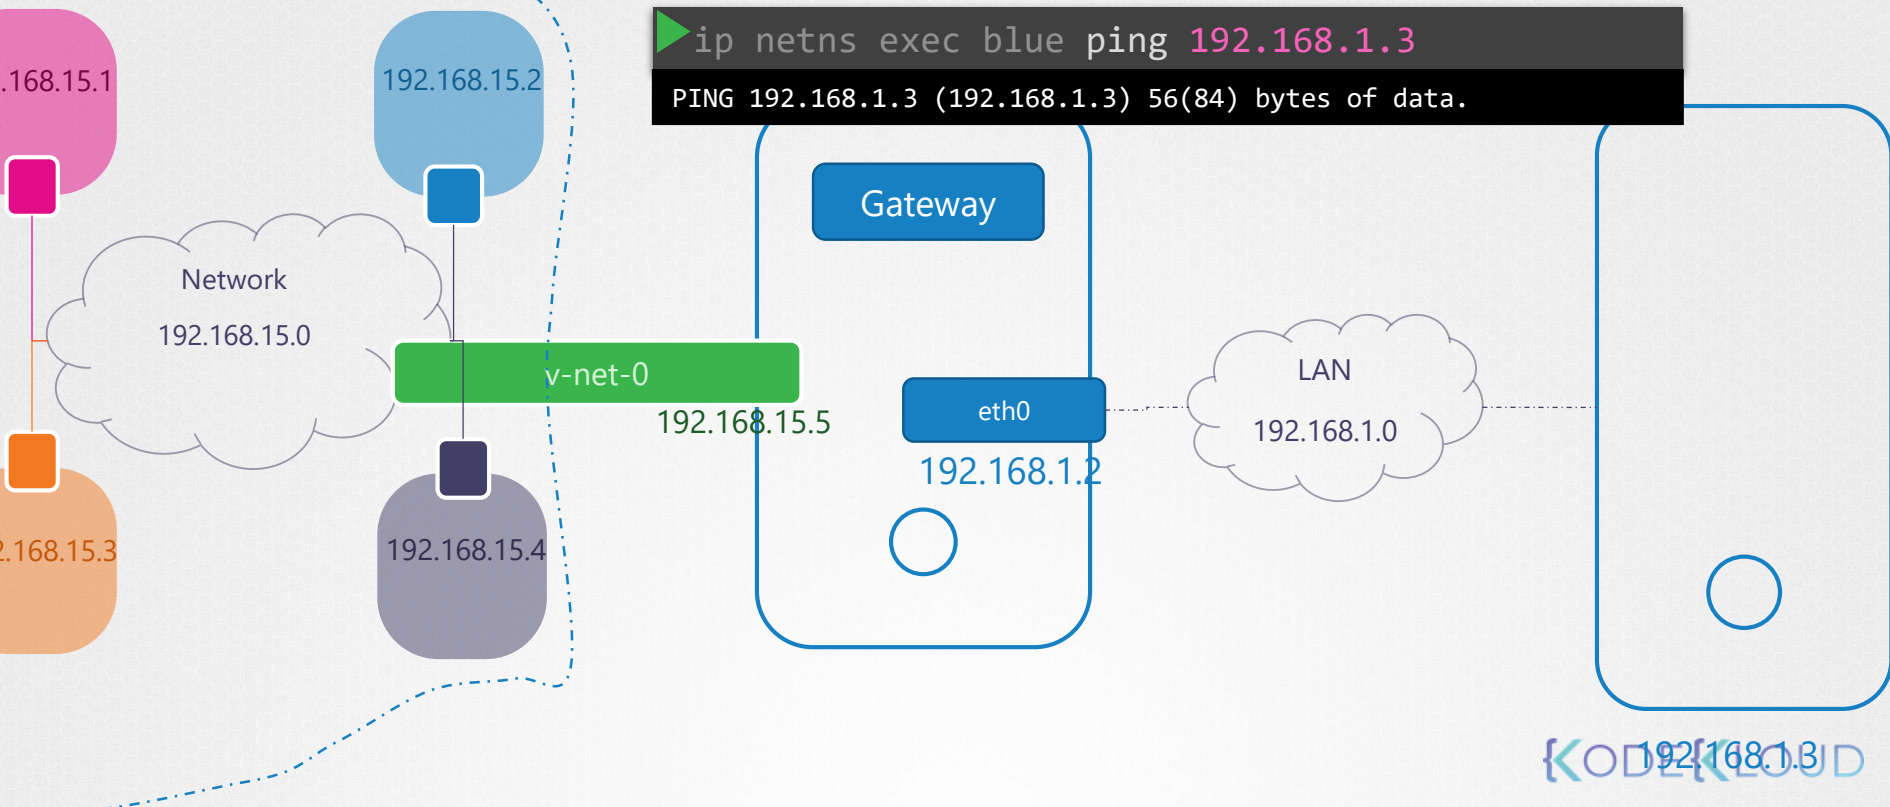 ip netns exec blue ping 192.168.1.3
PING 192.168.1.3 (192.168.1.3) 56(84) bytes of data.
.168.15.1
192.168.15.2
Gateway
Network
192.168.15.0
v-net-0
192.168.15.5
eth0
192.168.1.2
LAN
192.168.1.0
2.168.15.3
192.168.15.4
192.168.1.3
KODEKLOUD